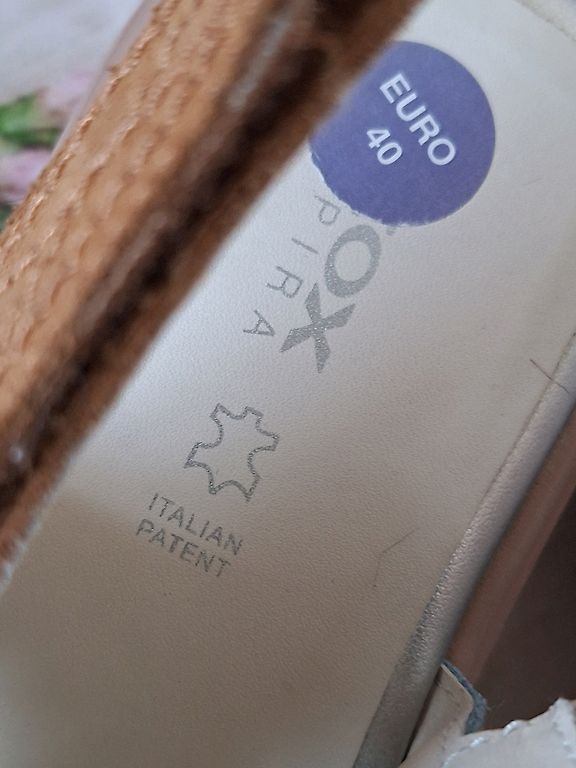 EURO
40
OX
PIRA
ITALIAN
PATENT